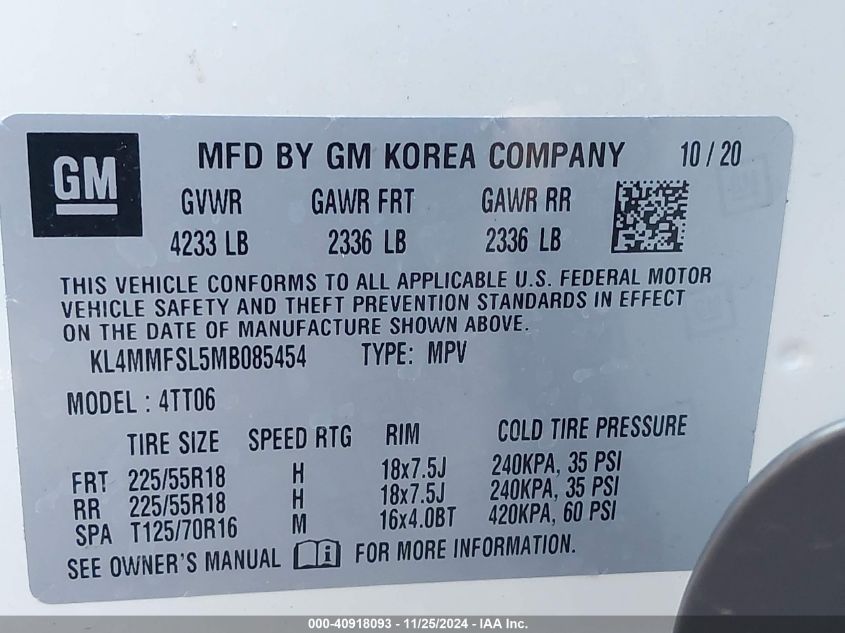 GM
MFD BY GM KOREA COMPANY 10 / 20
GVWR GAWR FRT GAWR RR
4233 LB 2336 LB 2336 LB
THIS VEHICLE CONFORMS TO ALL APPLICABLE U.S. FEDERAL MOTOR
VEHICLE SAFETY AND THEFT PREVENTION STANDARDS IN EFFECT
ON THE DATE OF MANUFACTURE SHOWN ABOVE.
KL4MMFSL5MB085454 TYPE: MPV
MODEL : 4TT06
TIRE SIZE SPEED RTG RIM COLD TIRE PRESSURE
FRT 225/55R18 H 18x7.5J 240KPA, 35 PSI
RR 225/55R18 H 18x7.5J 240KPA, 35 PSI
SPA T125/70R16 M 16x4.0BT 420KPA, 60 PSI
SEE OWNER'S MANUAL FOR MORE INFORMATION.
000-40918093 - 11/25/2024 - IAA Inc.